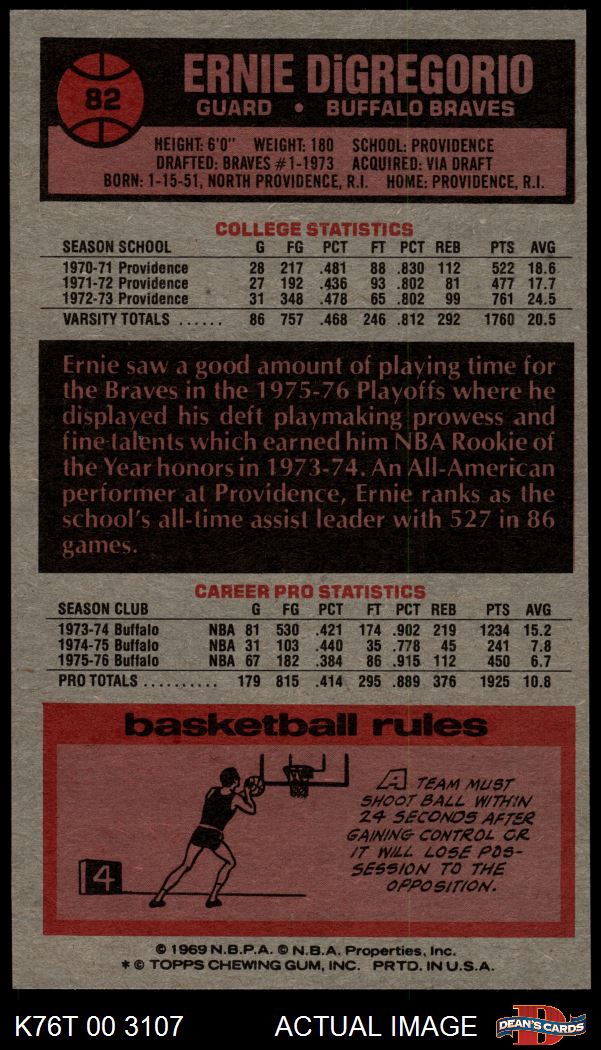 82
ERNIE DiGREGORIO
GUARD • BUFFALO BRAVES
HEIGHT: 6'0" WEIGHT: 180 SCHOOL: PROVIDENCE
DRAFTED: BRAVES #1-1973 ACQUIRED: VIA DRAFT
BORN: 1-15-51, NORTH PROVIDENCE, R.I. HOME: PROVIDENCE, R.I.
COLLEGE STATISTICS
SEASON SCHOOL G FG PCT FT PCT REB PTS AVG
1970-71 Providence 28 217 .481 88 .830 112 522 18.6
1971-72 Providence 27 192 .436 93 .802 81 477 17.7
1972-73 Providence 31 348 .478 65 .802 99 761 24.5
VARSITY TOTALS ...... 86 757 .468 246 .812 292 1760 20.5
Ernie saw a good amount of playing time for
the Braves in the 1975-76 Playoffs where he
displayed his deft playmaking prowess and
fine talents which earned him NBA Rookie of
the Year honors in 1973-74. An All-American
performer at Providence, Ernie ranks as the
school's all-time assist leader with 527 in 86
games.
CAREER PRO STATISTICS
SEASON CLUB G FG PCT FT PCT REB PTS AVG
1973-74 Buffalo NBA 81 530 .421 174 .902 219 1234 15.2
1974-75 Buffalo NBA 31 103 .440 35 .778 45 241 7.8
1975-76 Buffalo NBA 67 182 .384 86 .915 112 450 6.7
PRO TOTALS .......... 179 815 .414 295 .889 376 1925 10.8
basketball rules
A TEAM MUST
SHOOT BALL WITHIN
24 SECONDS AFTER
GAINING CONTROL OR
IT WILL LOSE POS-
SESSION TO THE
OPPOSITION.
4
© 1969 N.B.P.A. © N.B.A. Properties, Inc.
* © TOPPS CHEWING GUM, INC. PRTD. IN U.S.A.
K76T 00 3107 ACTUAL IMAGE
D
DEAN'S CARDS